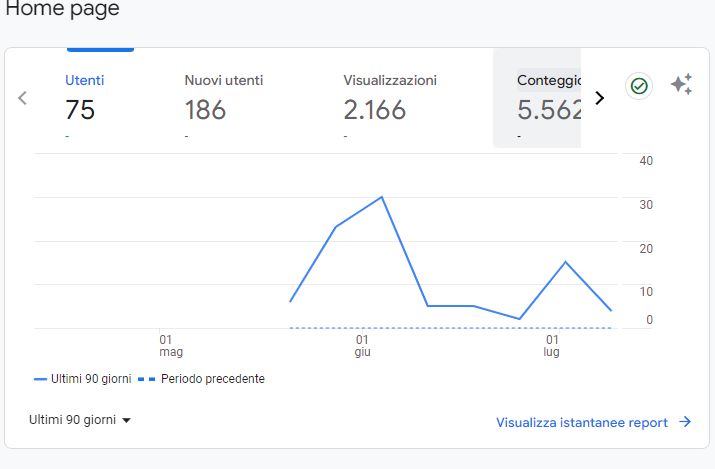 Home page
Utenti
75
-
Nuovi utenti
186
-
Visualizzazioni
2.166
-
Conteggio
5.562
-
40
30
20
10
0
01
mag
01
giu
01
lug
Ultimi 90 giorni
Periodo precedente
Ultimi 90 giorni
Visualizza istantanee report